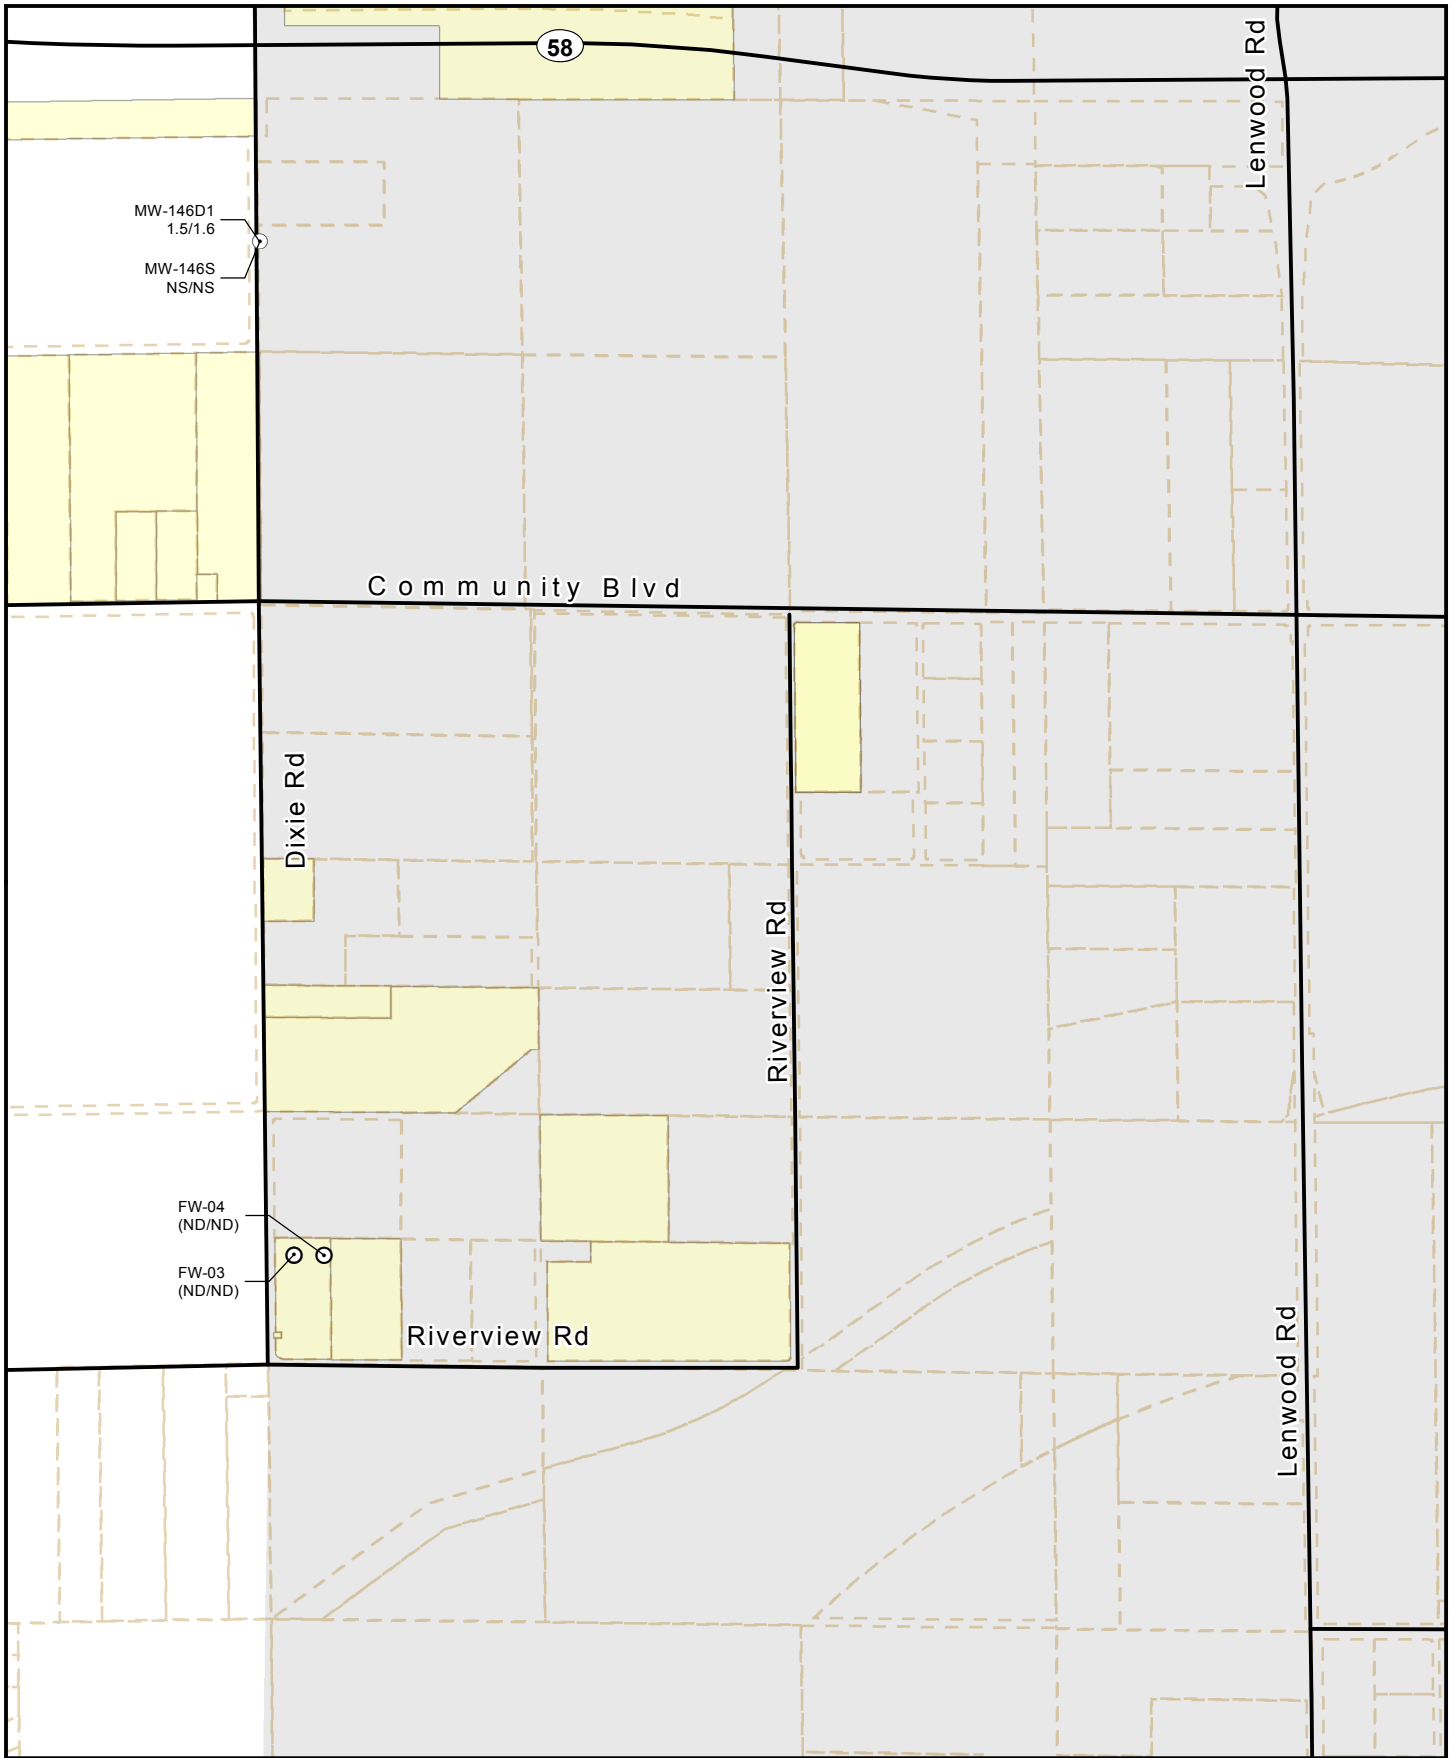 58
Lenwood Rd
MW-146D1
1.5/1.6
MW-146S
NS/NS
Community Blvd
Dixie Rd
Riverview Rd
FW-04
(ND/ND)
FW-03
(ND/ND)
Riverview Rd
Lenwood Rd